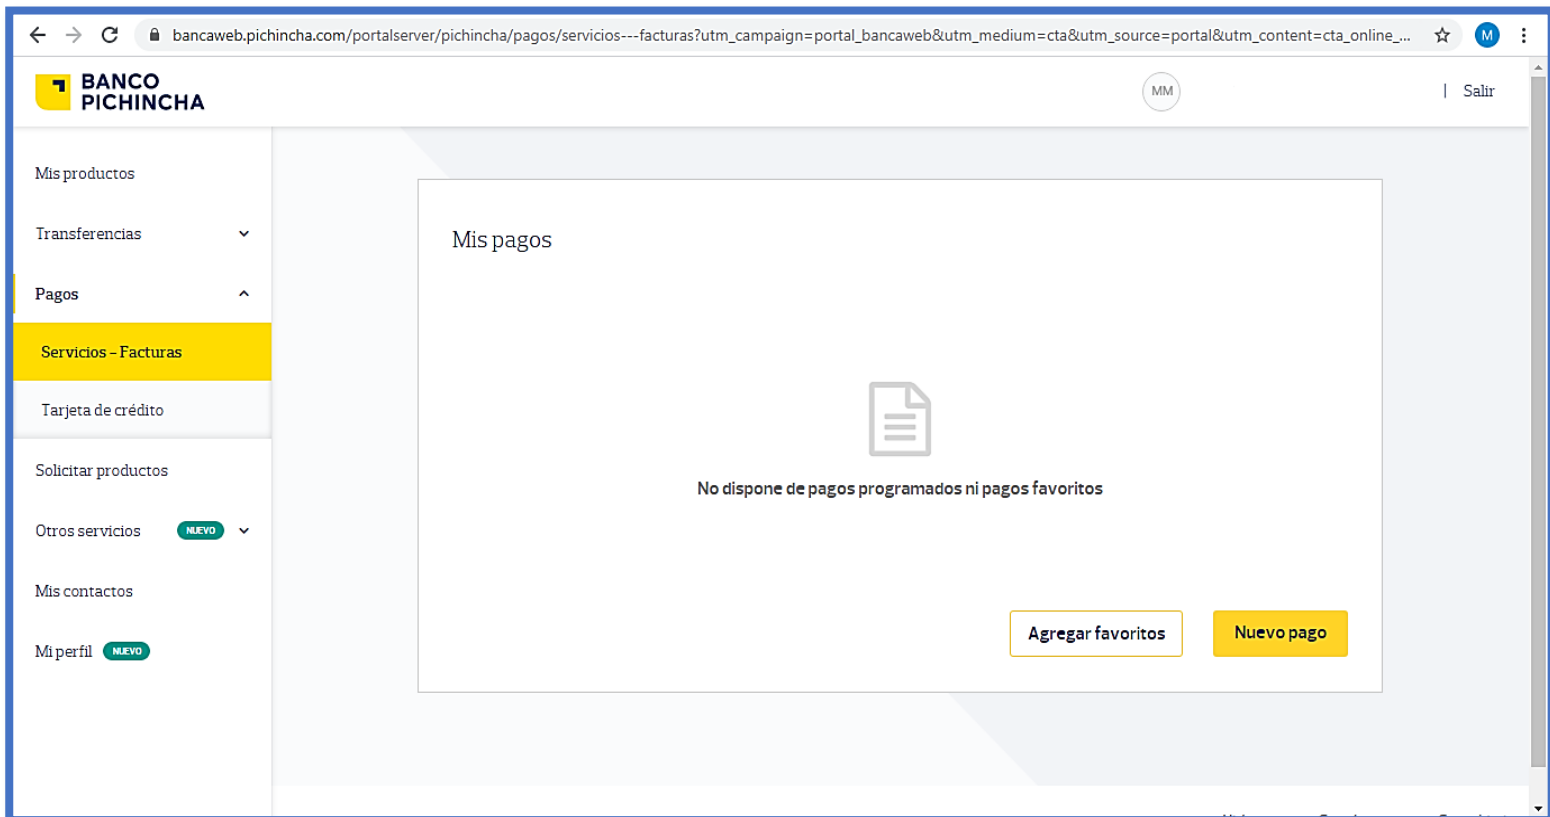 bancaweb.pichincha.com/portalserver/pichincha/pagos/servicios---facturas?utm_campaign=portal_bancaweb&utm_medium=cta&utm_source=portal&utm_content=cta_online_...
M
BANCO
PICHINCHA
MM
| Salir
Mis productos
Transferencias
Pagos
Servicios – Facturas
Tarjeta de crédito
Solicitar productos
Otros servicios NUEVO
Mis contactos
Mi perfil NUEVO
Mis pagos
No dispone de pagos programados ni pagos favoritos
Agregar favoritos
Nuevo pago